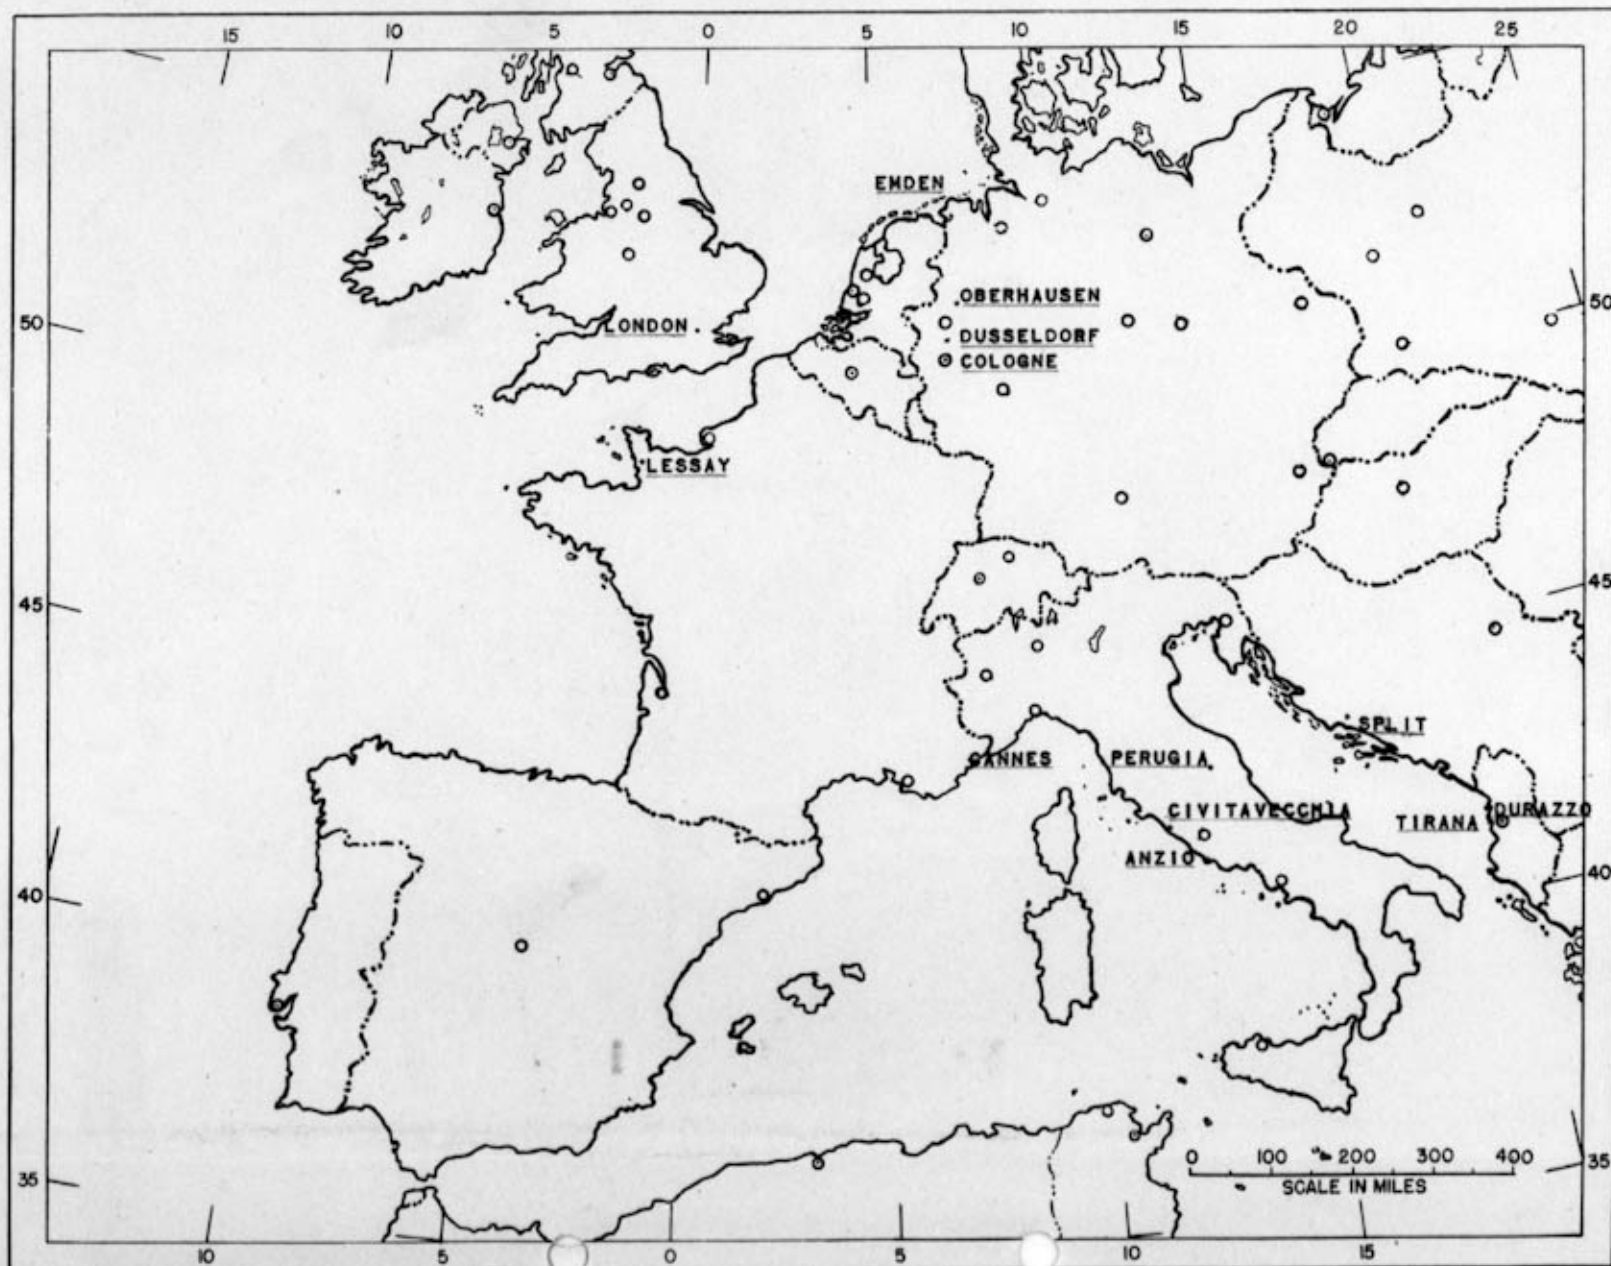 15 10 5 0 5 10 15 20 25
EMDEN
OBERHAUSEN
50 LONDON 50
DUSSELDORF
COLOGNE
LESSAY
45 45
SPLIT
CANNES PERUGIA
CIVITAVECCHIA DURAZZO
TIRANA
ANZIO
40 40
0 100 200 300 400
35 SCALE IN MILES 35
10 5 0 5 10 15